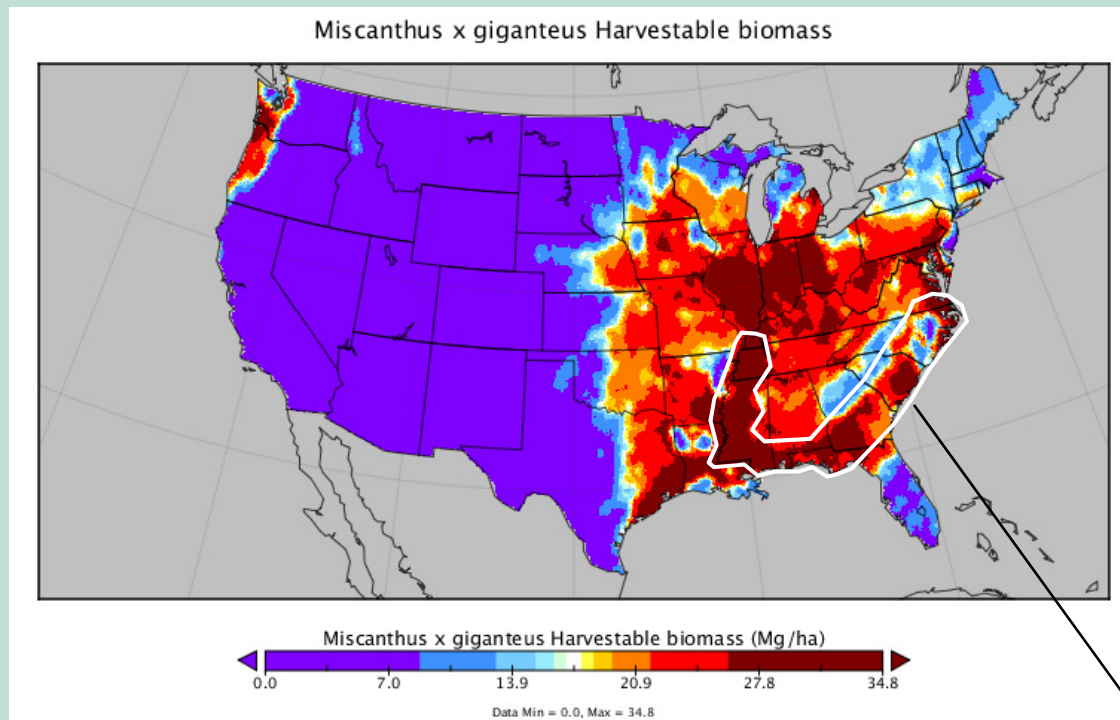 Miscanthus x giganteus Harvestable biomass
Miscanthus x giganteus Harvestable biomass (Mg/ha)
0.0 7.0 13.9 20.9 27.8 34.8
Data Min = 0.0, Max = 34.8